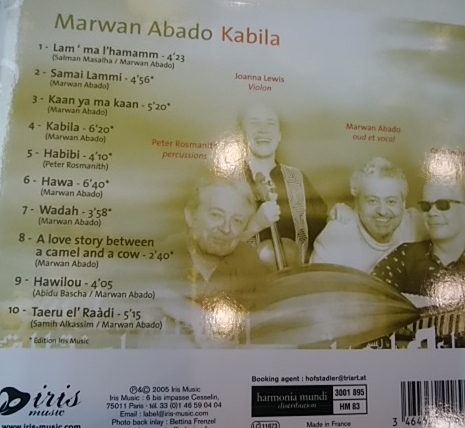 Marwan Abado Kabila
1 - Lam ' ma l'hamamm - 4'23
(Salman Masalha / Marwan Abado)
2 - Samai Lammi - 4'56*
(Marwan Abado)
3 - Kaan ya ma kaan - 5'20*
(Marwan Abado)
4 - Kabila - 6'20*
(Marwan Abado)
5 - Habibi - 4'10*
(Peter Rosmanith)
6 - Hawa - 6'40*
(Marwan Abado)
7 - Wadah - 3'58*
(Marwan Abado)
8 - A love story between
a camel and a cow - 2'40*
(Marwan Abado)
9 - Hawilou - 4'05
(Abidu Bascha / Marwan Abado)
10 - Taeru el' Raàdi - 5'15
(Samih Alkassim / Marwan Abado)
* Edition Iris Music
Joanna Lewis
Violon
Marwan Abado
oud et vocal
Peter Rosmanith
percussions
iris
music
www.iris-music.com
℗&© 2005 Iris Music
Iris Music : 6 bis impasse Cesselin,
75011 Paris - tél. 33 (0)1 46 59 04 04
Email : label@iris-music.com
Photo back inlay : Bettina Frenzel
Booking agent : hofstadler@triart.at
harmonia mundi
distribution
3001 895
HM 83
Made in France